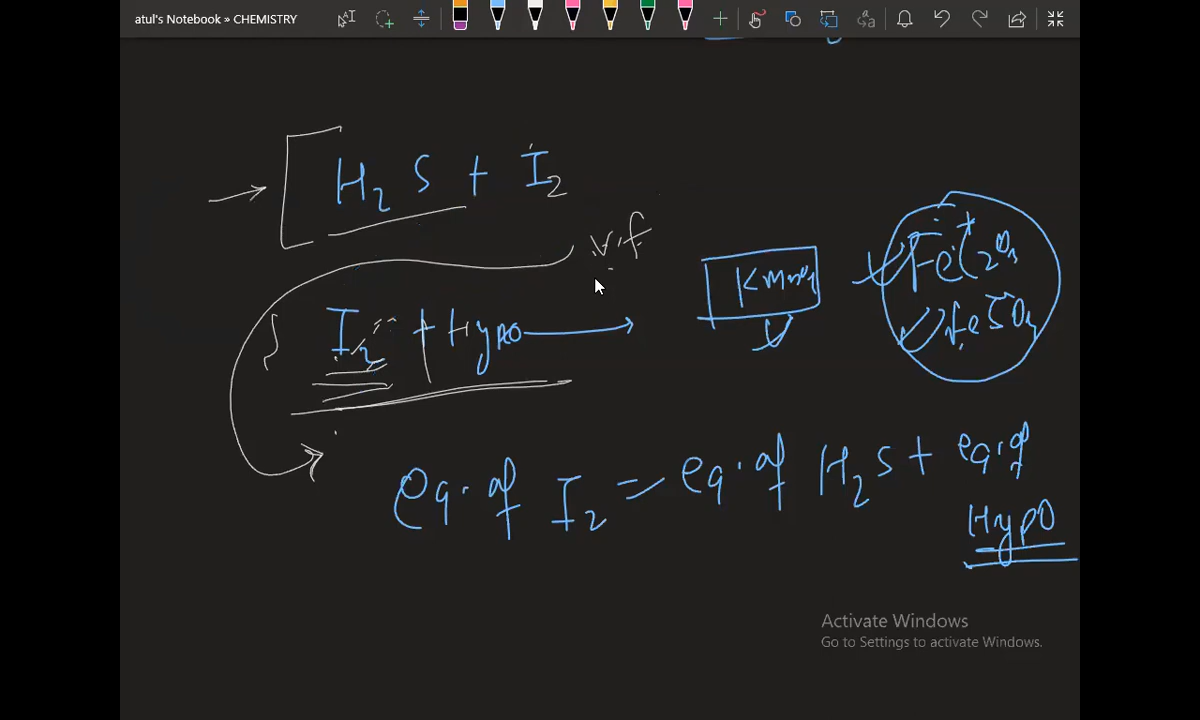 atul's Notebook » CHEMISTRY
→ H2S + I2
v.f
I2 + Hypo →
KMnO4
FeC2O4
FeSO4
eq. of I2 = eq. of H2S + eq. of
Hypo
Activate Windows
Go to Settings to activate Windows.